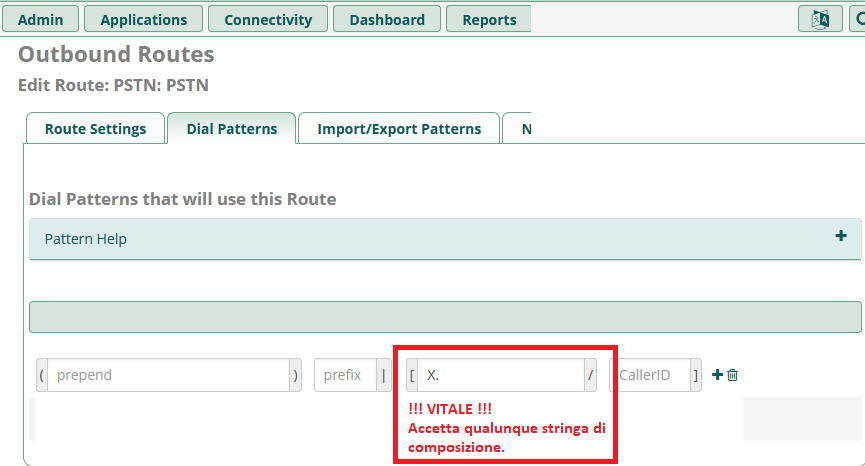 Admin Applications Connectivity Dashboard Reports
Outbound Routes
Edit Route: PSTN: PSTN
Route Settings Dial Patterns Import/Export Patterns N
Dial Patterns that will use this Route
Pattern Help +
( prepend ) prefix | [ X. / CallerID ] +
!!! VITALE !!!
Accetta qualunque stringa di
composizione.